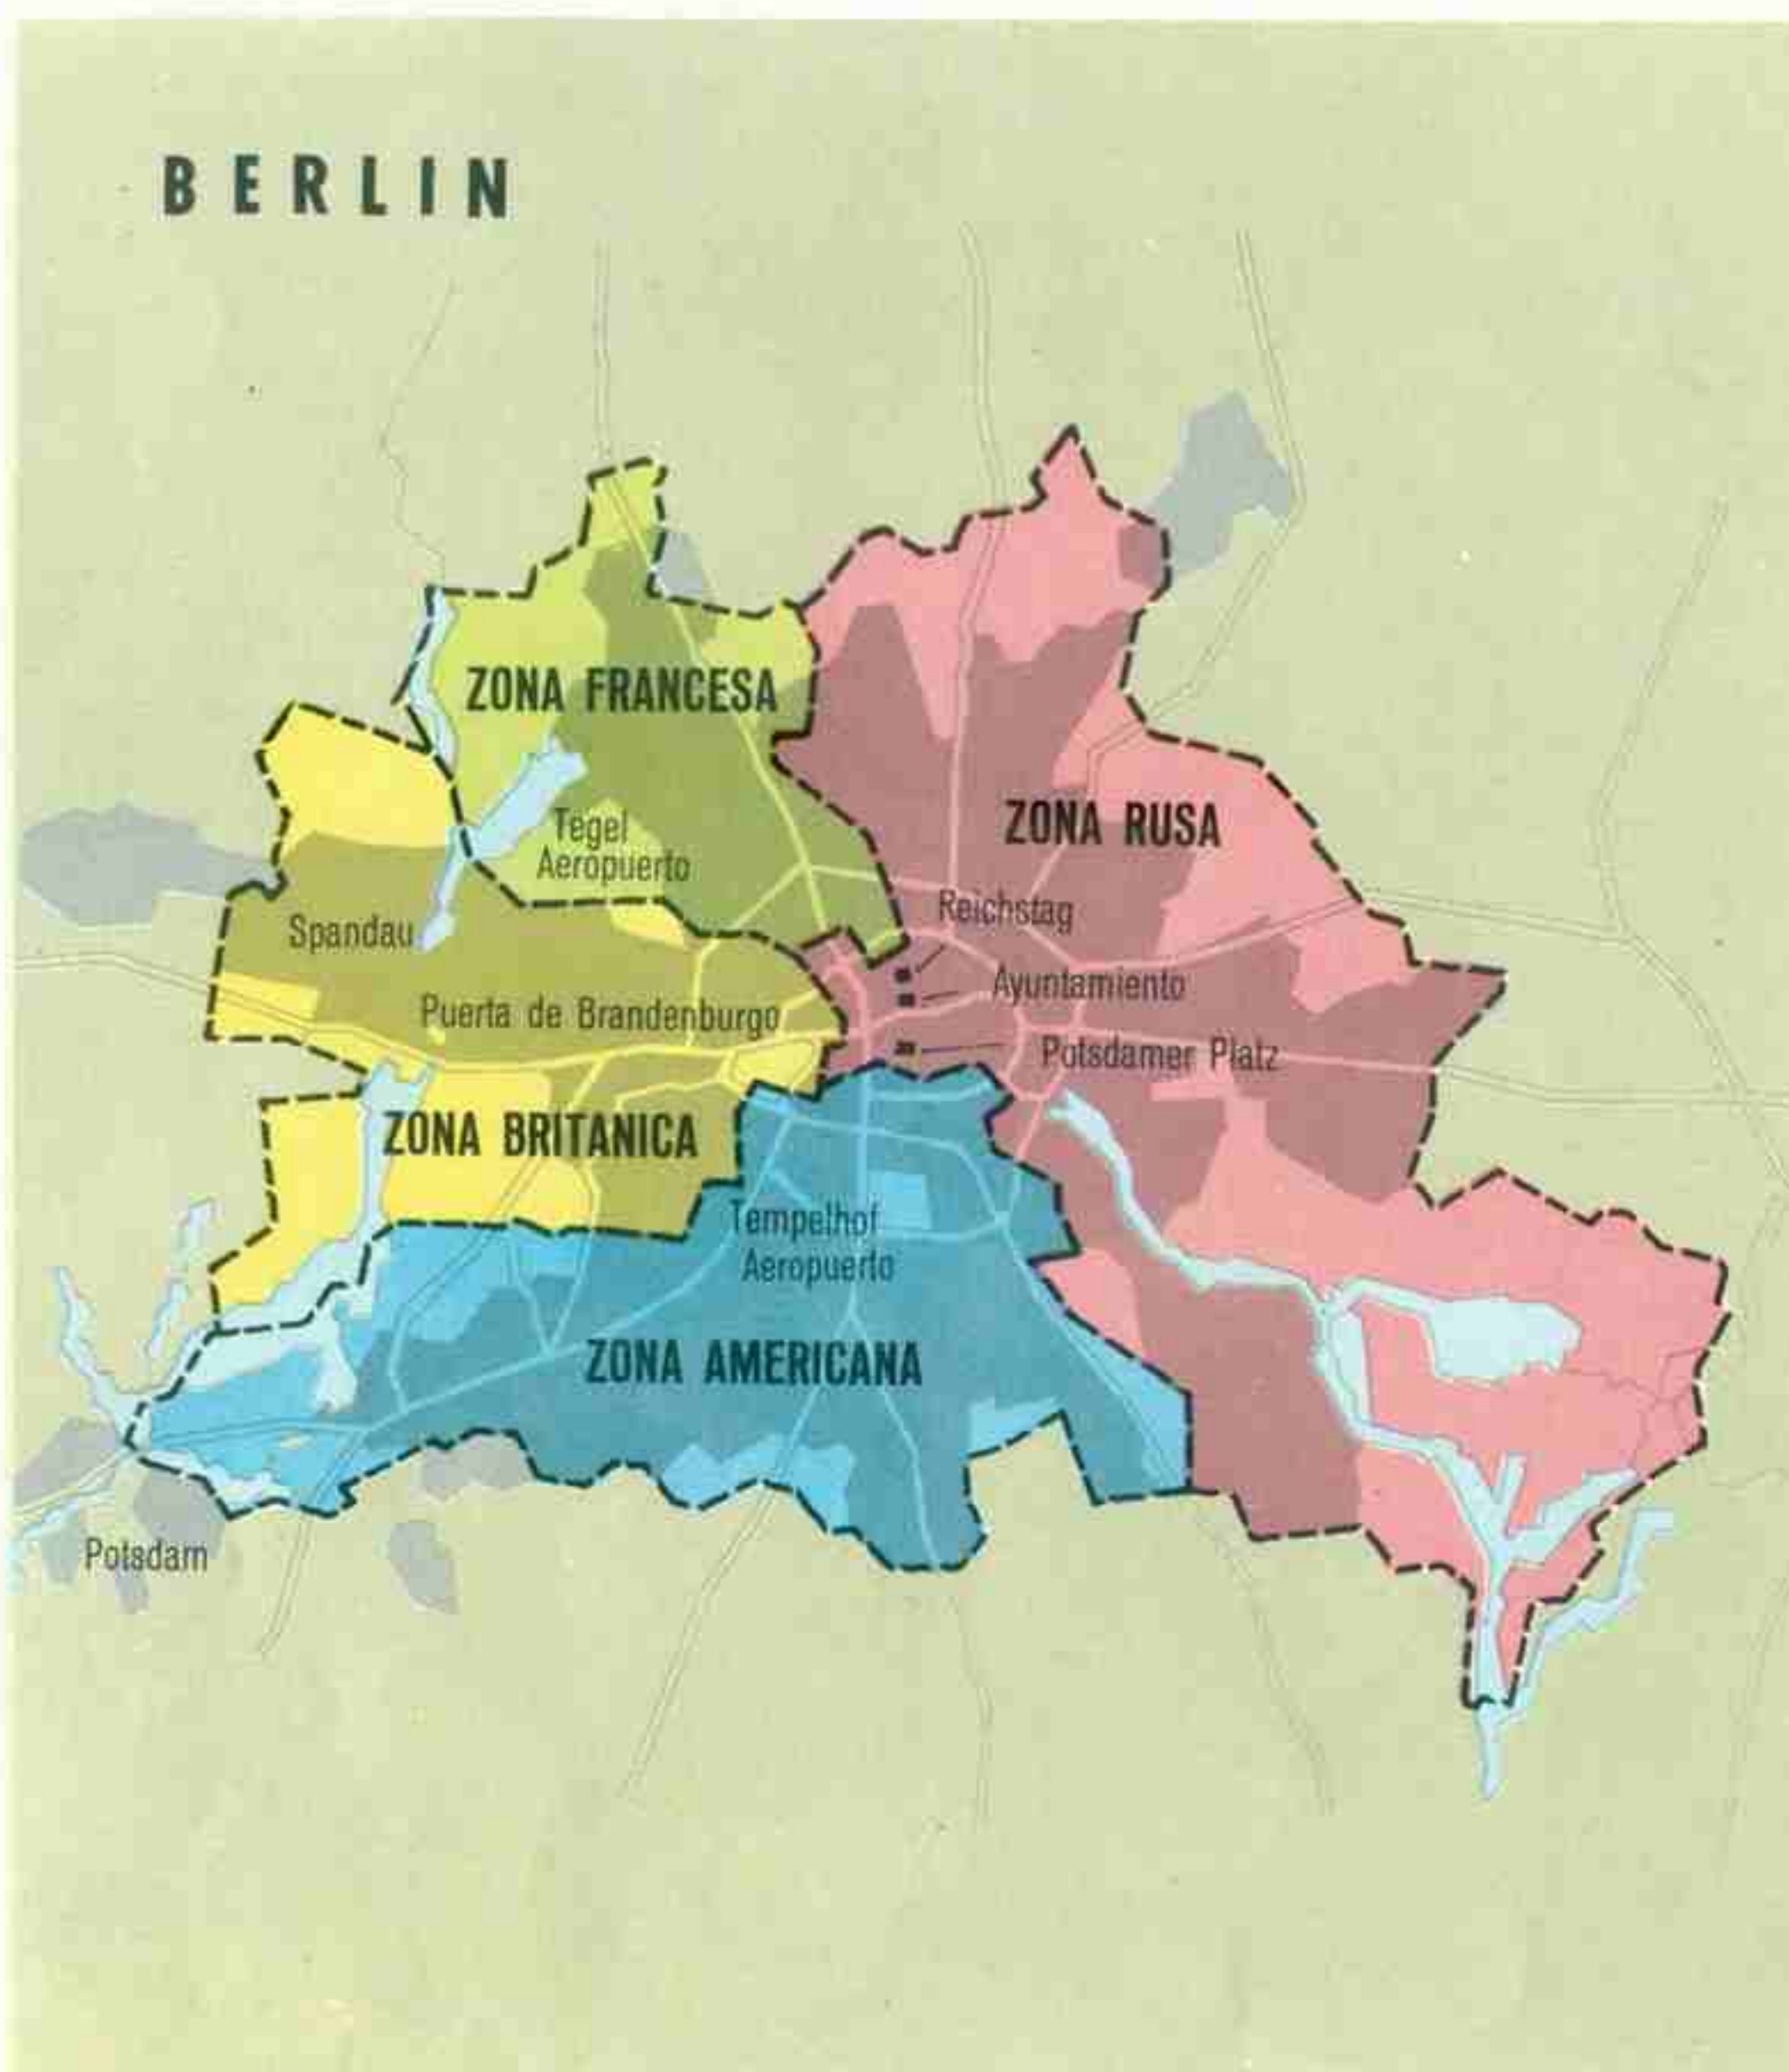 BERLIN
ZONA FRANCESA
Tegel
Aeropuerto
ZONA RUSA
Reichstag
Spandau
Ayuntamiento
Puerta de Brandenburgo
Potsdamer Platz
ZONA BRITANICA
Tempelhof
Aeropuerto
ZONA AMERICANA
Potsdam